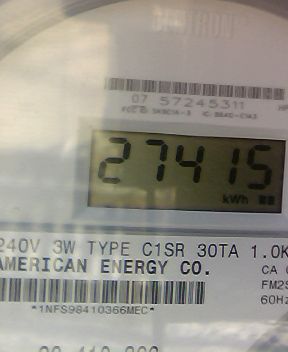 07 57245311
27415
kWh
240V 3W TYPE C1SR 30TA 1.0K
AMERICAN ENERGY CO.
CA
FM2S
60Hz
*1NFS98410366MEC*